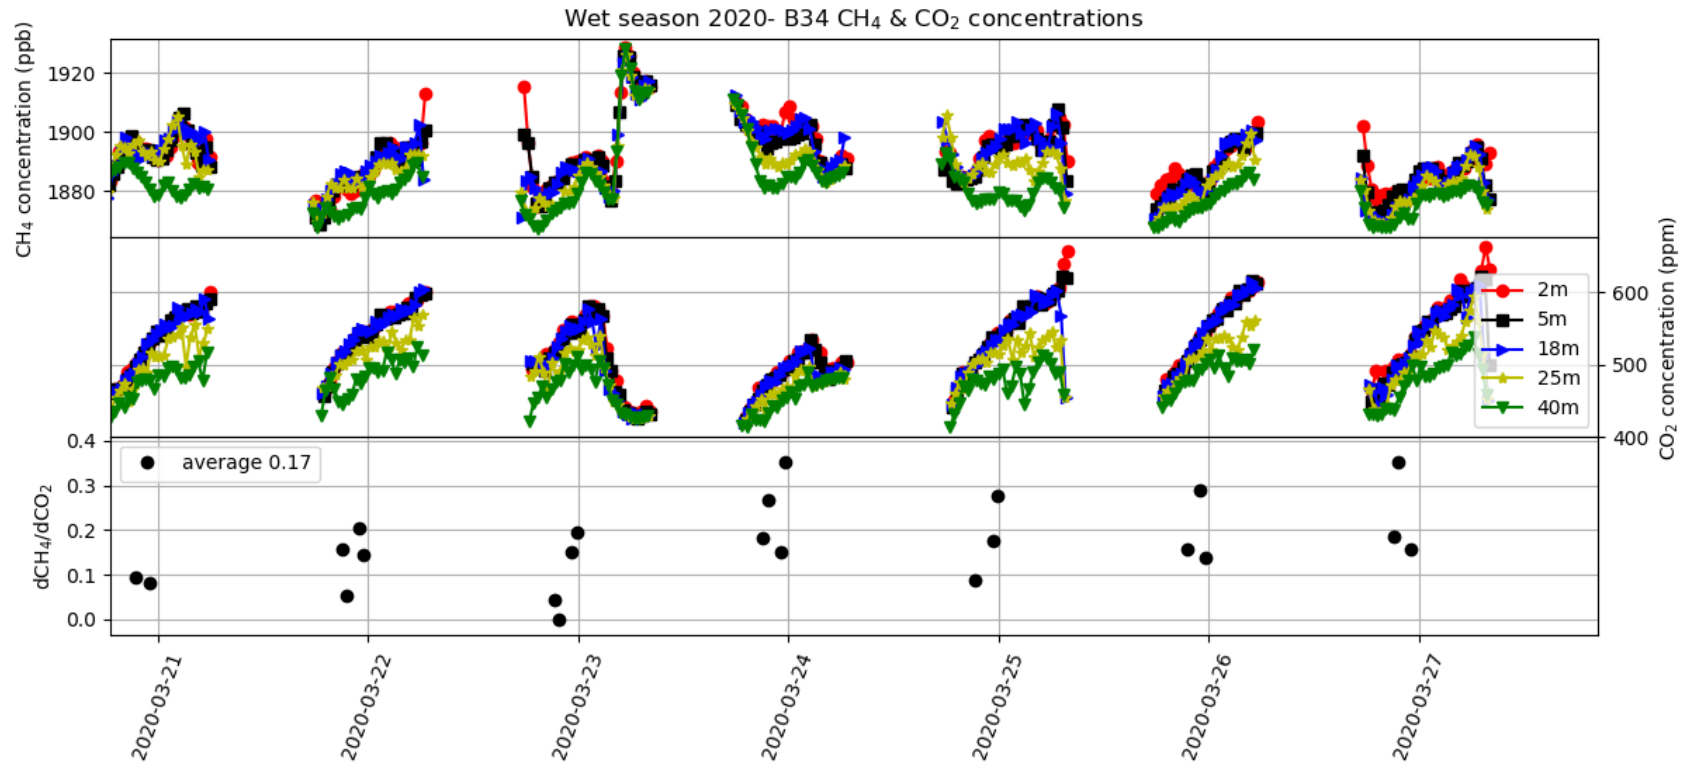 Wet season 2020- B34 CH₄ & CO₂ concentrations
CH₄ concentration (ppb)
1920
1900
1880
CO₂ concentration (ppm)
600
500
400
2m
5m
18m
25m
40m
dCH₄/dCO₂
0.4
0.3
0.2
0.1
0.0
average 0.17
2020-03-21
2020-03-22
2020-03-23
2020-03-24
2020-03-25
2020-03-26
2020-03-27